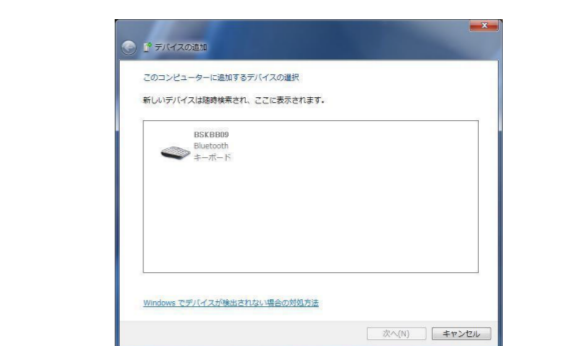 デバイスの追加
このコンピューターに追加するデバイスの選択
新しいデバイスは随時検索され、ここに表示されます。
BSKBB09
Bluetooth
キーボード
Windows でデバイスが検出されない場合の対処方法
次へ(N)
キャンセル